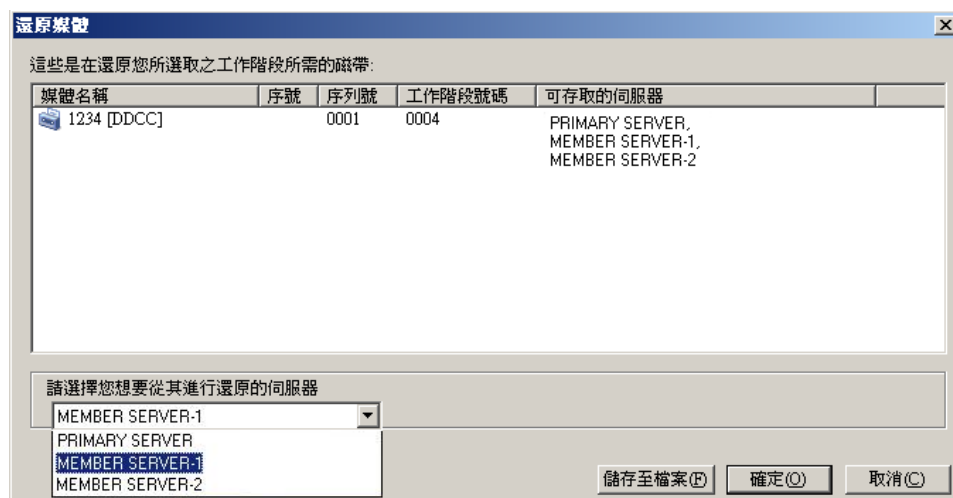 還原媒體
這些是在還原您所選取之工作階段所需的磁帶:
媒體名稱 序號 序列號 工作階段號碼 可存取的伺服器
1234 [DDCC] 0001 0004 PRIMARY SERVER,
MEMBER SERVER-1,
MEMBER SERVER-2
請選擇您想要從其進行還原的伺服器
MEMBER SERVER-1
PRIMARY SERVER
MEMBER SERVER-1
MEMBER SERVER-2
儲存至檔案(F) 確定(O) 取消(C)